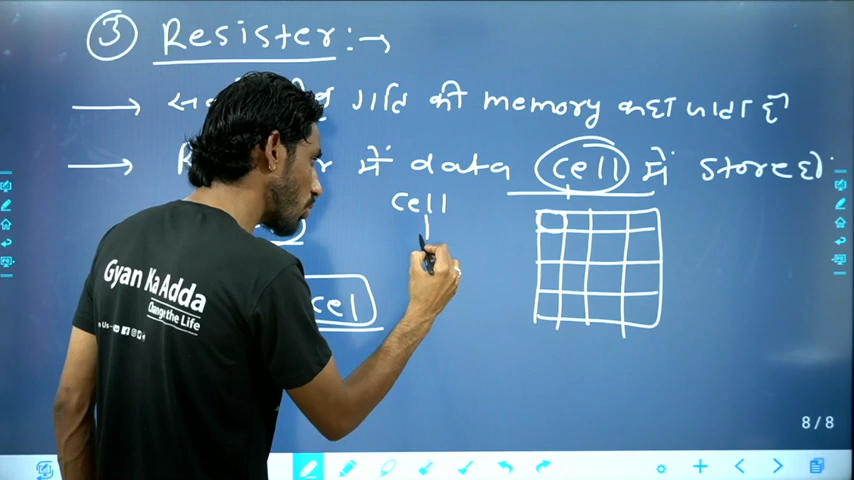 ③ Resister :→
→ गति की memory कहा जाता है
→ में data cell में store हो
cell
cel
Gyan Ka Adda
Change the Life
8/8